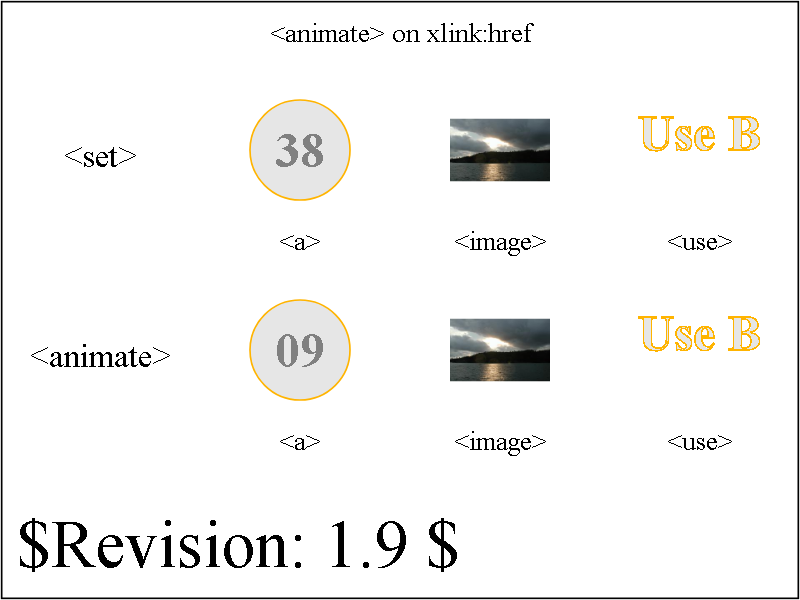 <animate> on xlink:href
<set> 38 Use B
<a> <image> <use>
<animate> 09 Use B
<a> <image> <use>
$Revision: 1.9 $